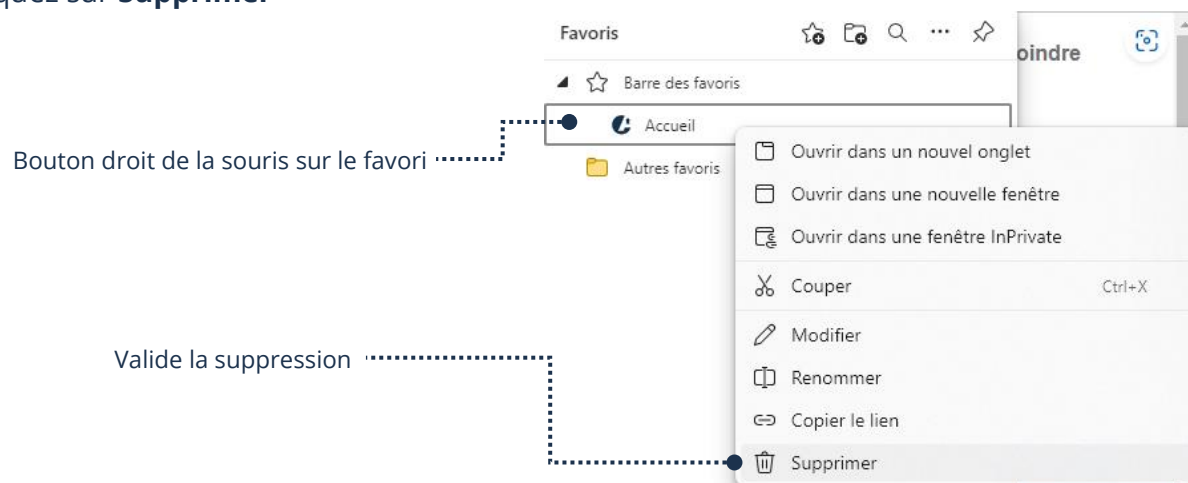 quez sur Supprimer
Favoris
oindre
Barre des favoris
Accueil
Bouton droit de la souris sur le favori
Autres favoris
Ouvrir dans un nouvel onglet
Ouvrir dans une nouvelle fenêtre
Ouvrir dans une fenêtre InPrivate
Couper Ctrl+X
Modifier
Valide la suppression
Renommer
Copier le lien
Supprimer